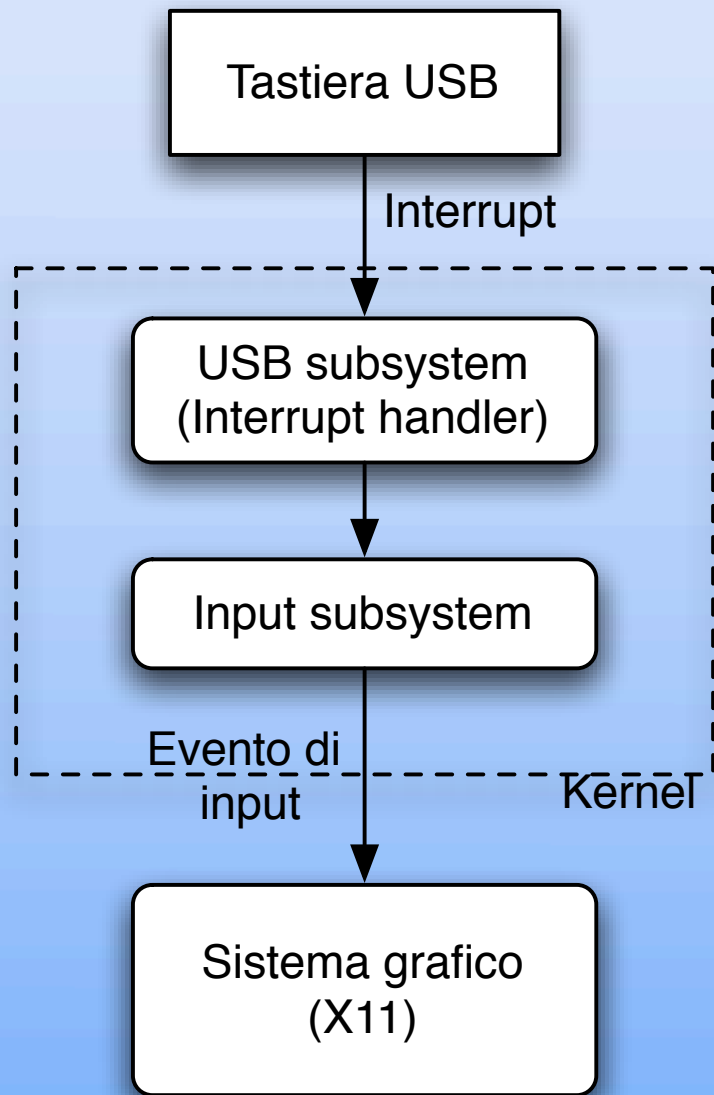 Tastiera USB
Interrupt
USB subsystem
(Interrupt handler)
Input subsystem
Evento di
input
Kernel
Sistema grafico
(X11)